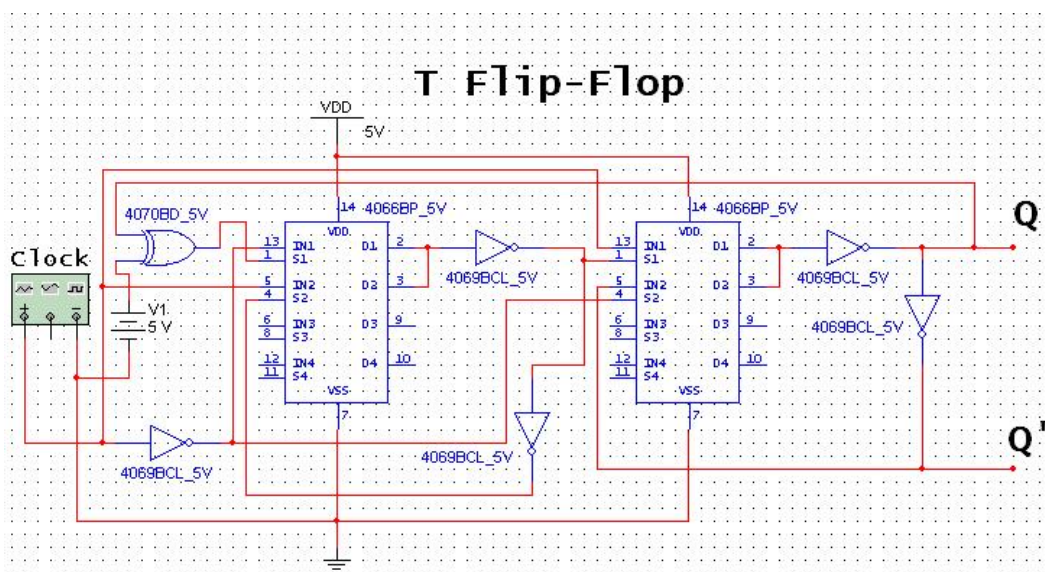 T Flip-Flop
VDD
5V
14 4066BP_5V
14 4066BP_5V
4070BD_5V
VDD
VDD
Q
13 IN1 D1 2
1 S1
13 IN1 D1 2
1 S1
Clock
4069BCL_5V
4069BCL_5V
5 IN2 D2 3
4 S2
5 IN2 D2 3
4 S2
V1
5 V
6 IN3 D3 9
8 S3
6 IN3 D3 9
8 S3
4069BCL_5V
12 IN4 D4 10
11 S4
12 IN4 D4 10
11 S4
VSS
VSS
7
7
Q'
4069BCL_5V
4069BCL_5V